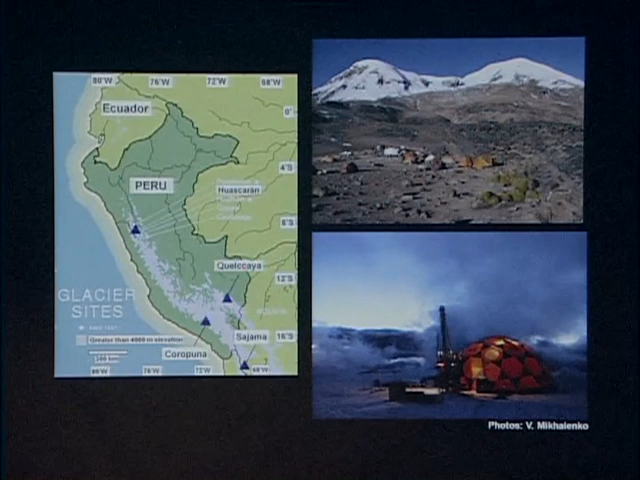 80°W 76°W 72°W 68°W
Ecuador
0°
4°S
PERU
Huascarán
8°S
Quelccaya
12°S
GLACIER
SITES
Greater than 4000 m elevation
Sajama
16°S
Coropuna
100 km
80°W 76°W 72°W 68°W
Photos: V. Mikhalenko